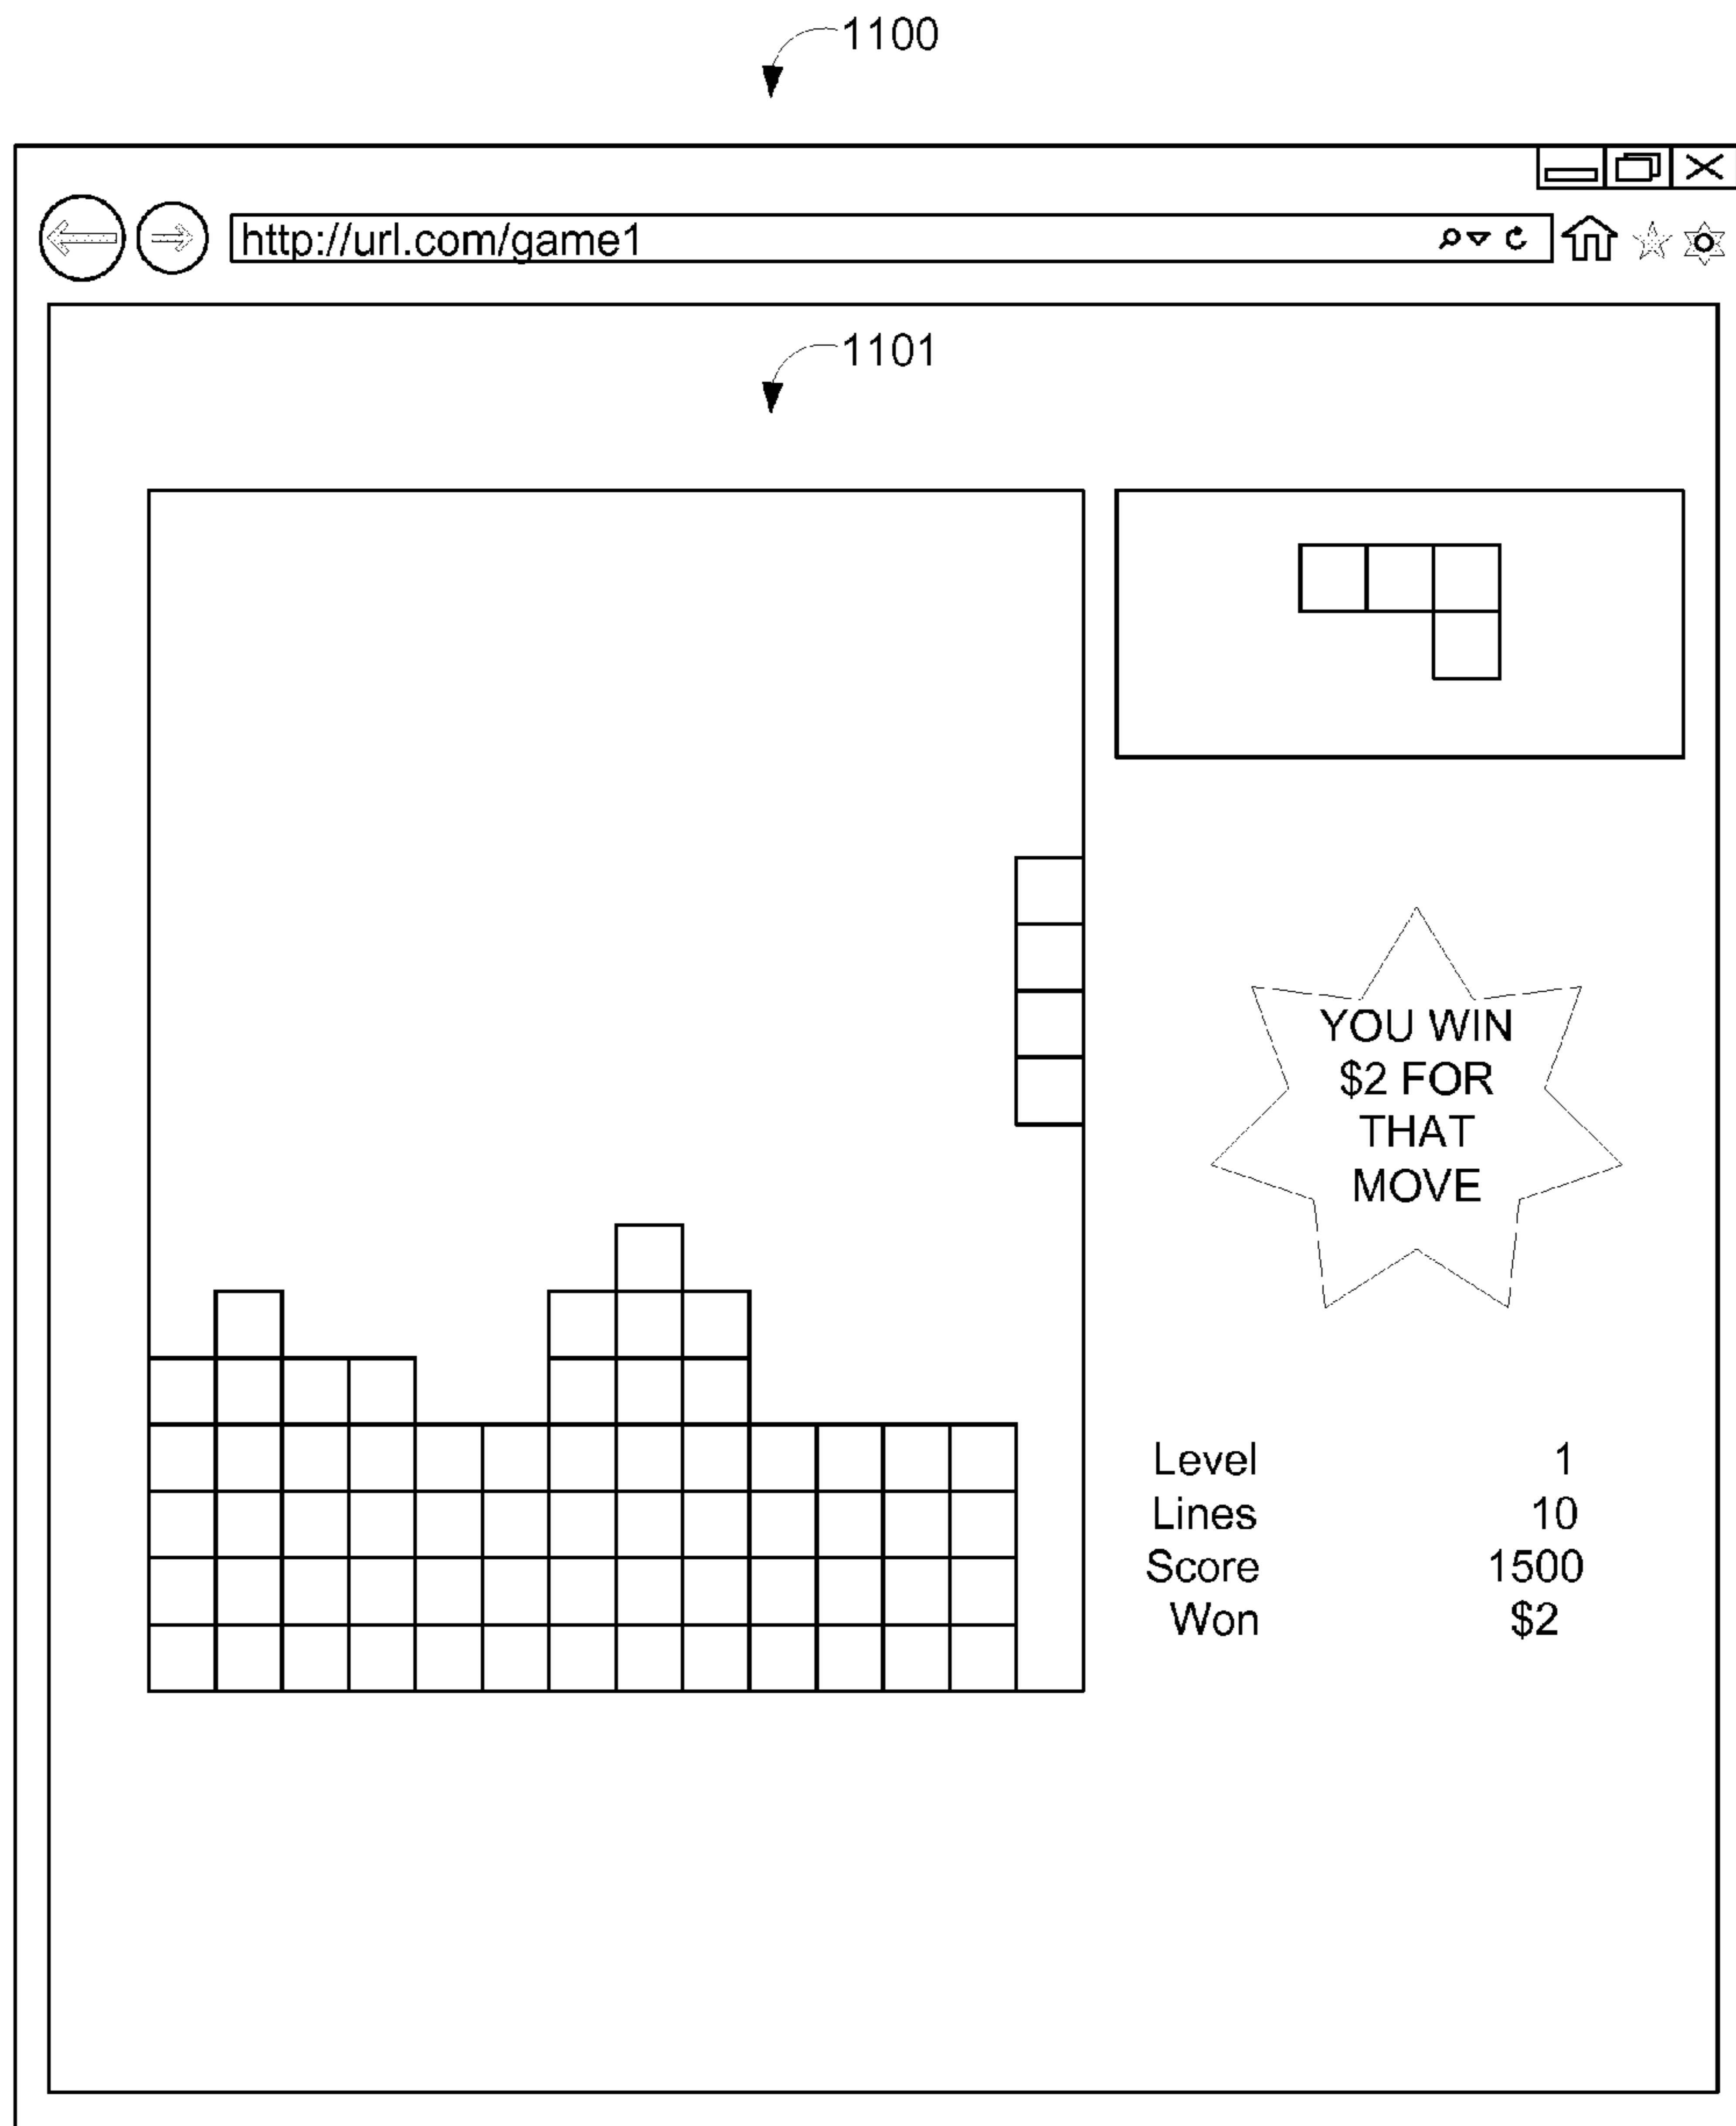 1100
http://url.com/game1
1101
YOU WIN
$2 FOR
THAT
MOVE
Level 1
Lines 10
Score 1500
Won $2